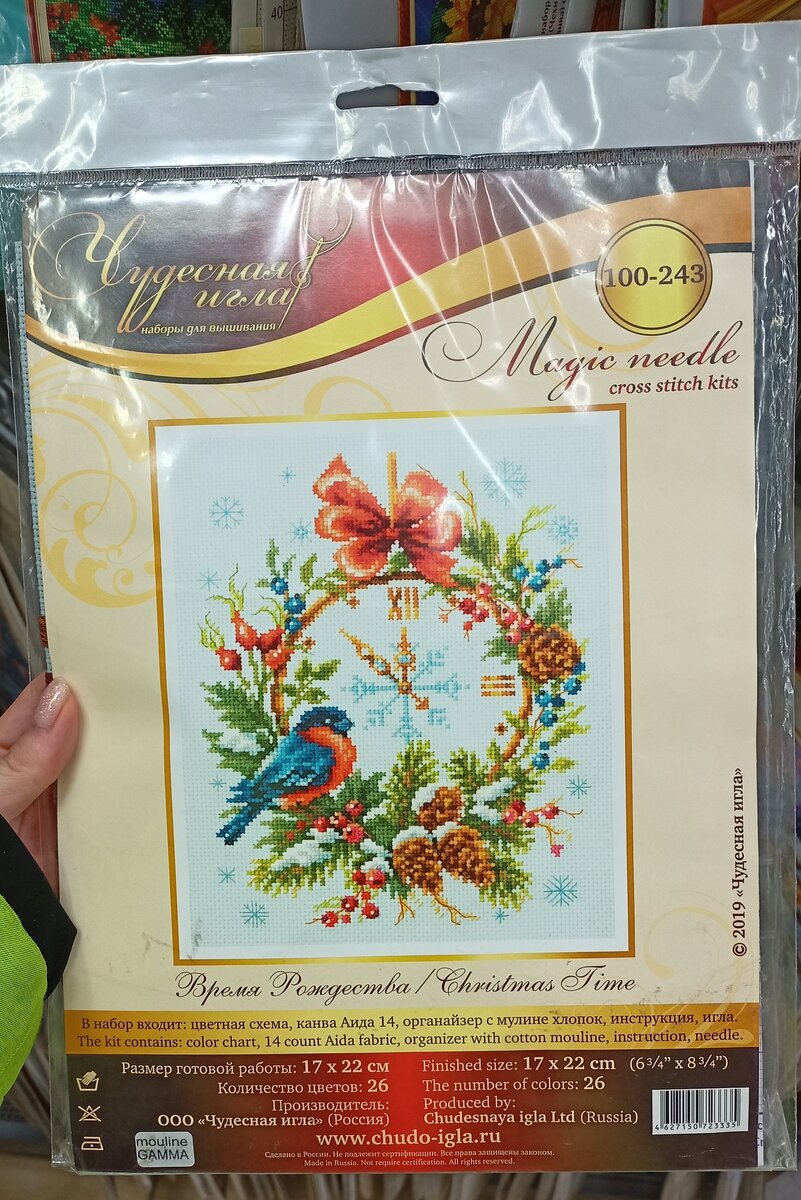 40
Чудесная
игла
наборы для вышивания
100-243
Magic needle
cross stitch kits
XII
III
© 2019 «Чудесная игла»
Время Рождества / Christmas Time
В набор входит: цветная схема, канва Аида 14, органайзер с мулине хлопок, инструкция, игла.
The kit contains: color chart, 14 count Aida fabric, organizer with cotton mouline, instruction, needle.
Размер готовой работы: 17 x 22 см
Количество цветов: 26
Производитель:
ООО «Чудесная игла» (Россия)
Finished size: 17 x 22 cm (6 3/4” x 8 3/4”)
The number of colors: 26
Produced by:
Chudesnaya igla Ltd (Russia)
www.chudo-igla.ru
mouline
GAMMA
Сделано в России. Не подлежит сертификации. Все права защищены законом.
Made in Russia. Not require certification. All rights reserved.
4 627150 723335